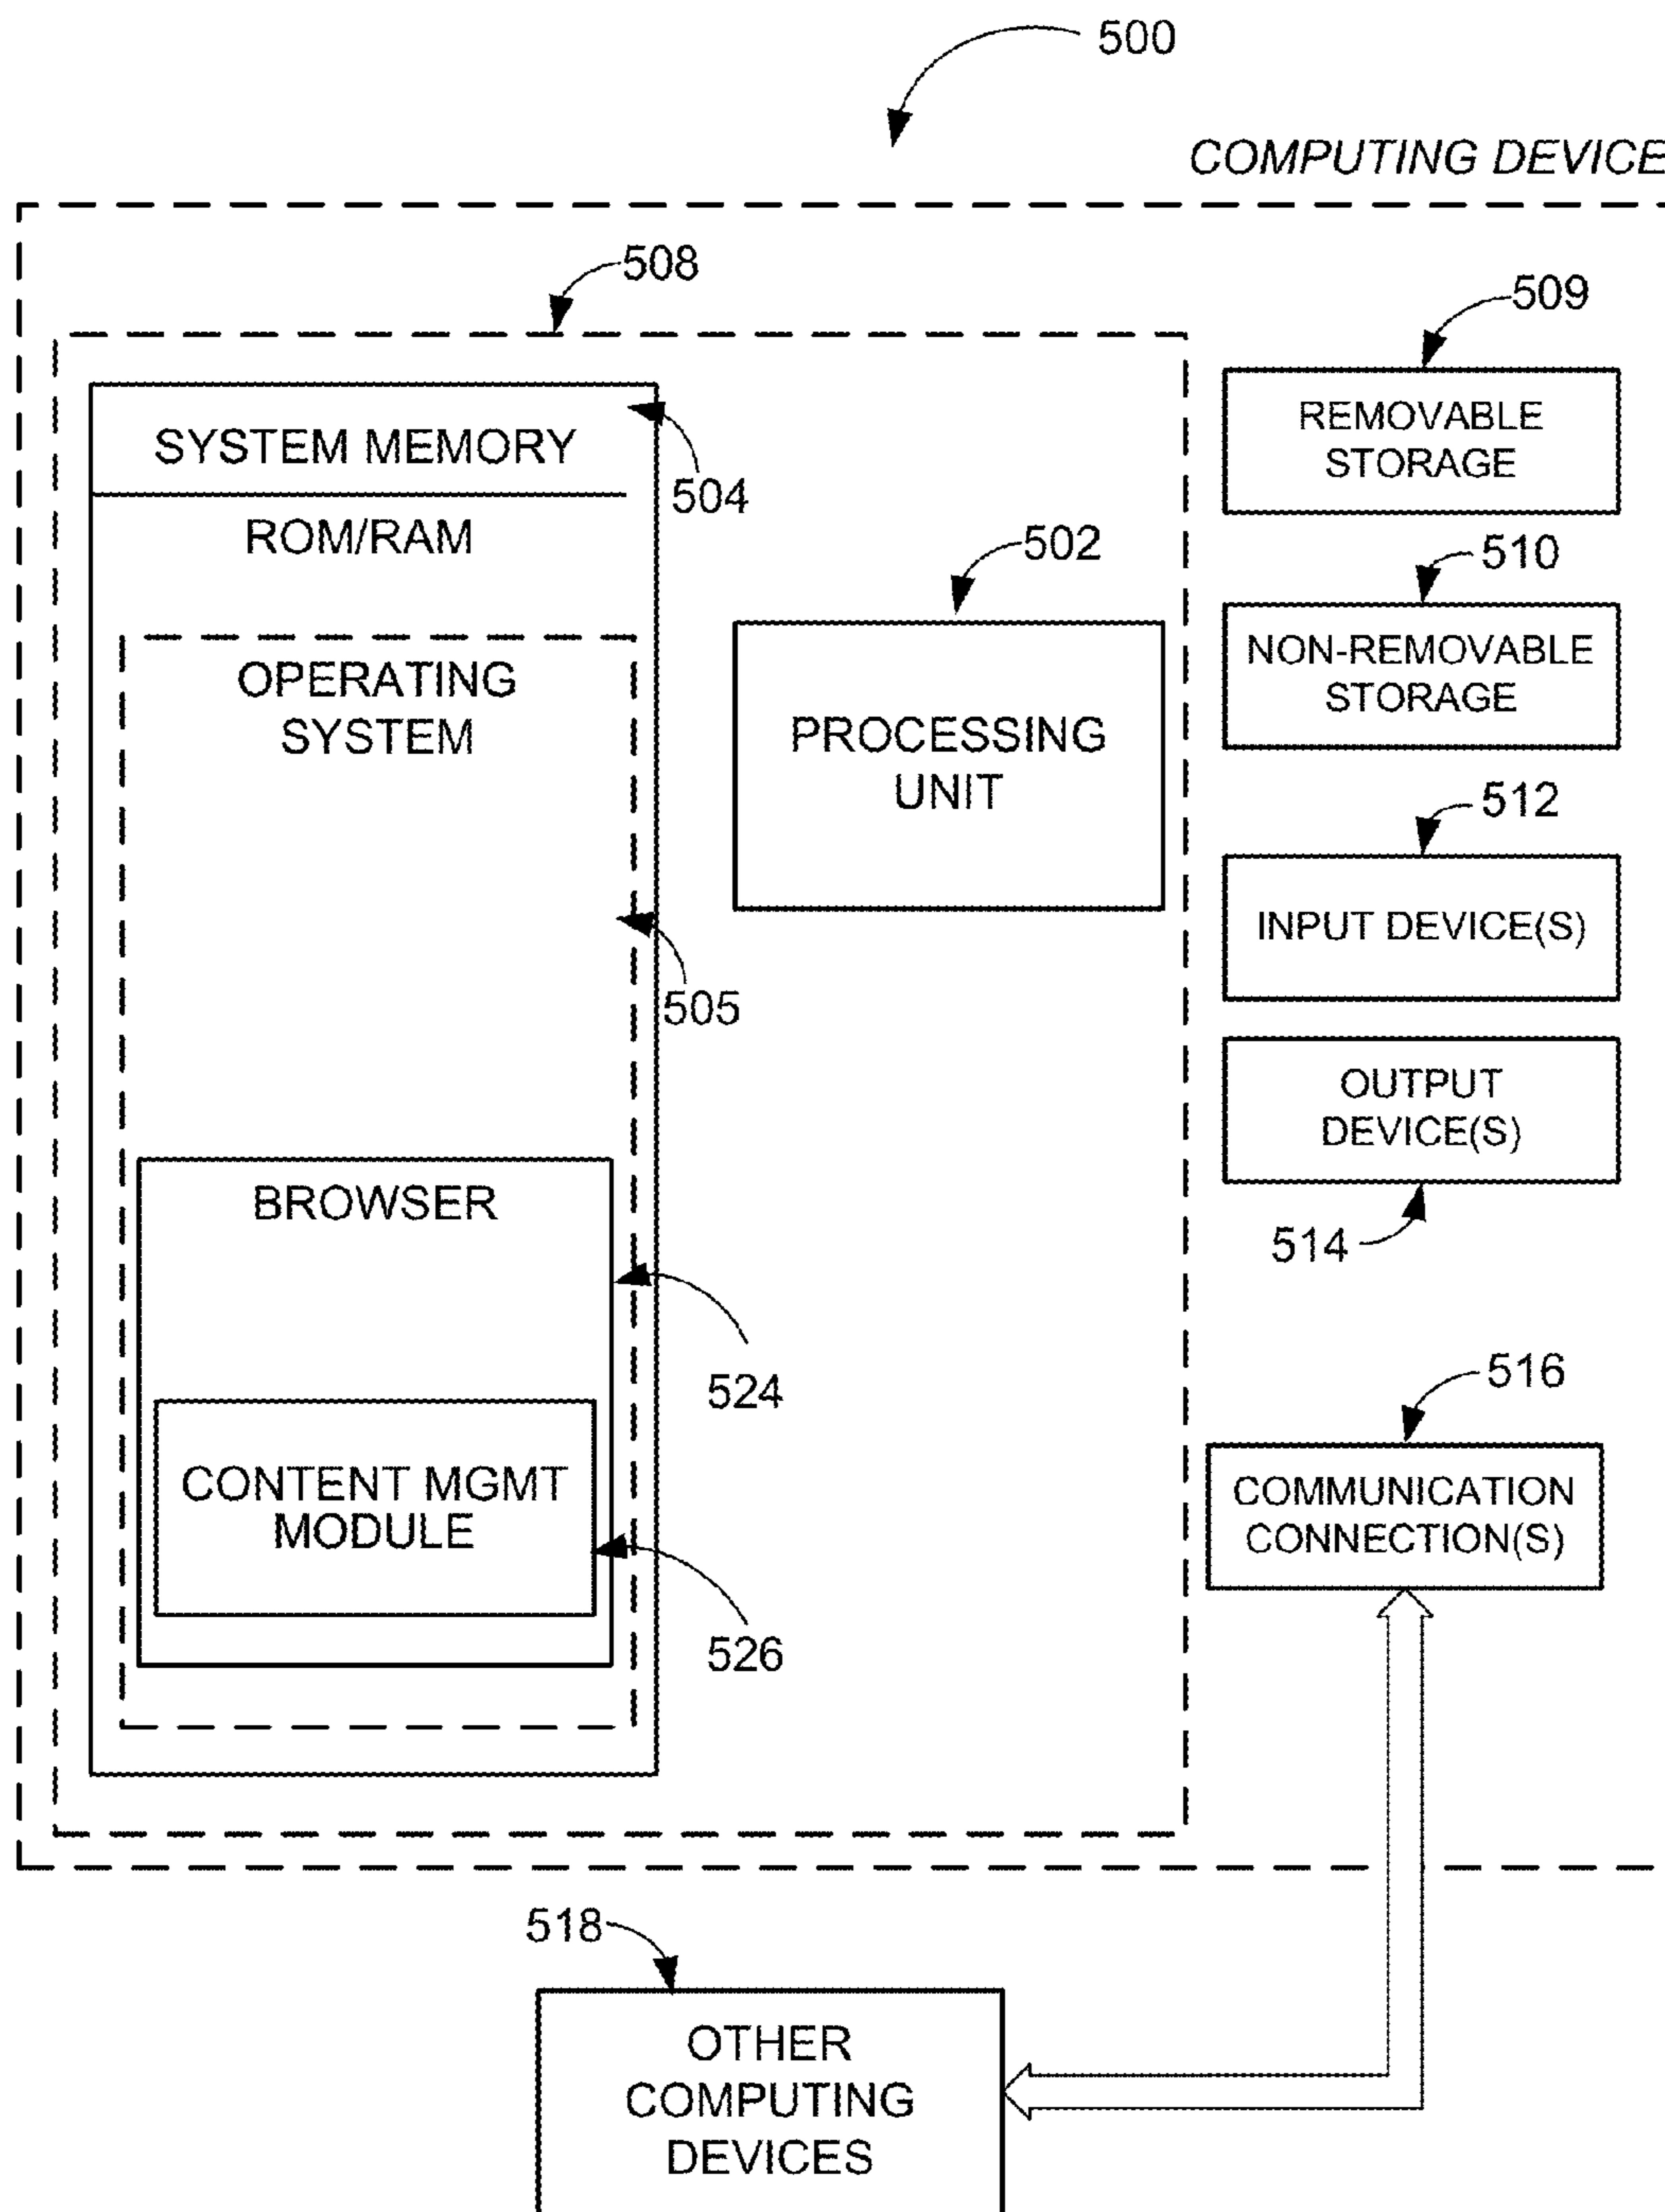 500
COMPUTING DEVICE
508
509
SYSTEM MEMORY
504
REMOVABLE
STORAGE
ROM/RAM
502
510
OPERATING
SYSTEM
PROCESSING
UNIT
NON-REMOVABLE
STORAGE
512
INPUT DEVICE(S)
505
OUTPUT
DEVICE(S)
514
BROWSER
524
516
CONTENT MGMT
MODULE
526
COMMUNICATION
CONNECTION(S)
518
OTHER
COMPUTING
DEVICES